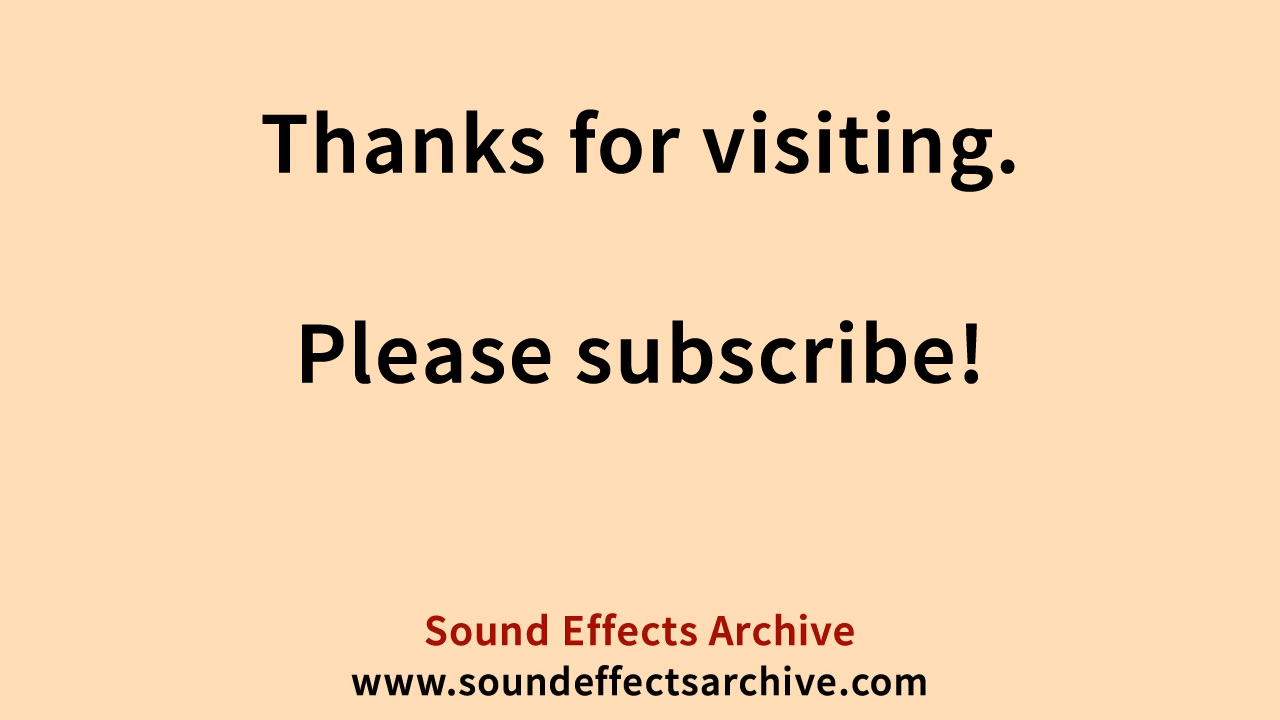 Thanks for visiting.
Please subscribe!
Sound Effects Archive
www.soundeffectsarchive.com